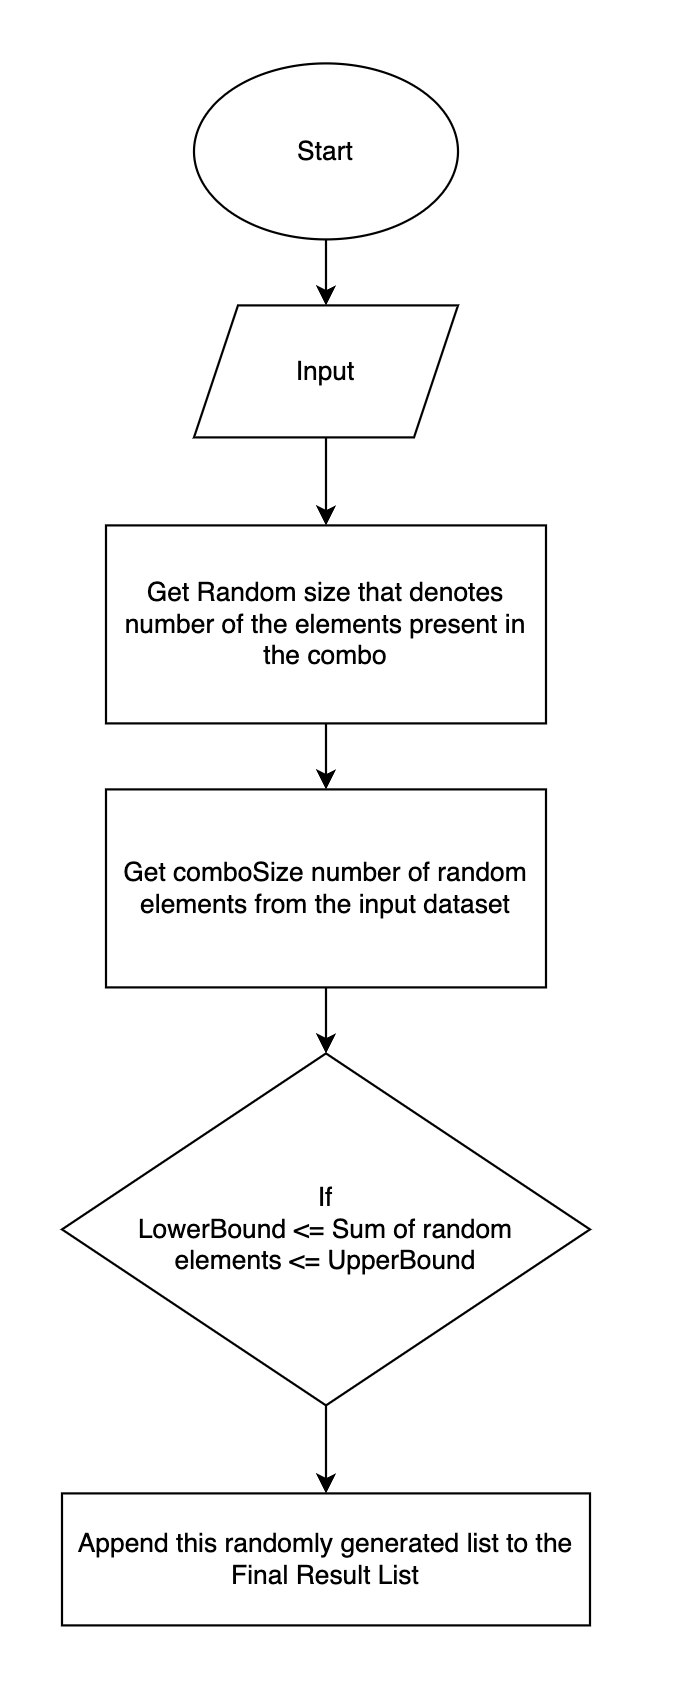 Start
Input
Get Random size that denotes
number of the elements present in
the combo
Get comboSize number of random
elements from the input dataset
If
LowerBound <= Sum of random
elements <= UpperBound
Append this randomly generated list to the
Final Result List